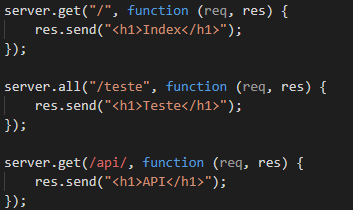 server.get("/", function (req, res) {
    res.send("<h1>Index</h1>");
});
server.all("/teste", function (req, res) {
    res.send("<h1>Teste</h1>");
});
server.get(/api/, function (req, res) {
    res.send("<h1>API</h1>");
});